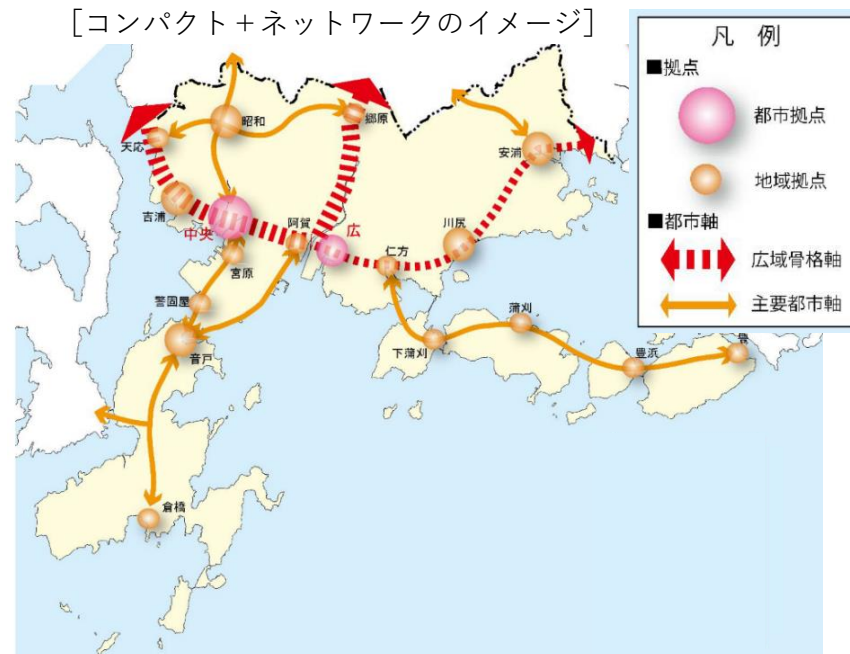 [コンパクト+ネットワークのイメージ]
凡 例
■拠点
都市拠点
地域拠点
■都市軸
広域骨格軸
主要都市軸
昭和
郷原
天応
安浦
吉浦
中央
阿賀
広
川尻
仁方
宮原
警固屋
音戸
蒲刈
下蒲刈
豊浜
倉橋